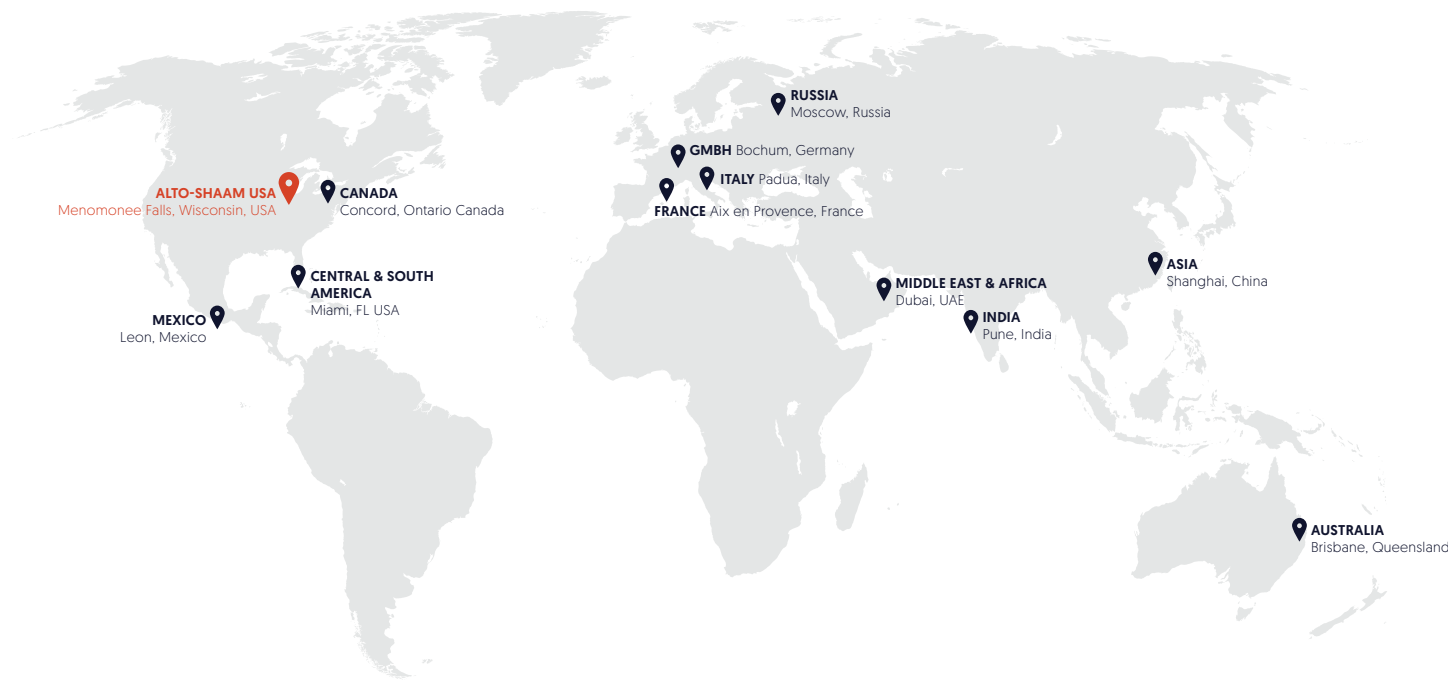 RUSSIA
Moscow, Russia
GMBH Bochum, Germany
ITALY Padua, Italy
FRANCE Aix en Provence, France
ALTO-SHAAM USA
Menomonee Falls, Wisconsin, USA
CANADA
Concord, Ontario Canada
CENTRAL & SOUTH
AMERICA
Miami, FL USA
MEXICO
Leon, Mexico
MIDDLE EAST & AFRICA
Dubai, UAE
INDIA
Pune, India
ASIA
Shanghai, China
AUSTRALIA
Brisbane, Queensland